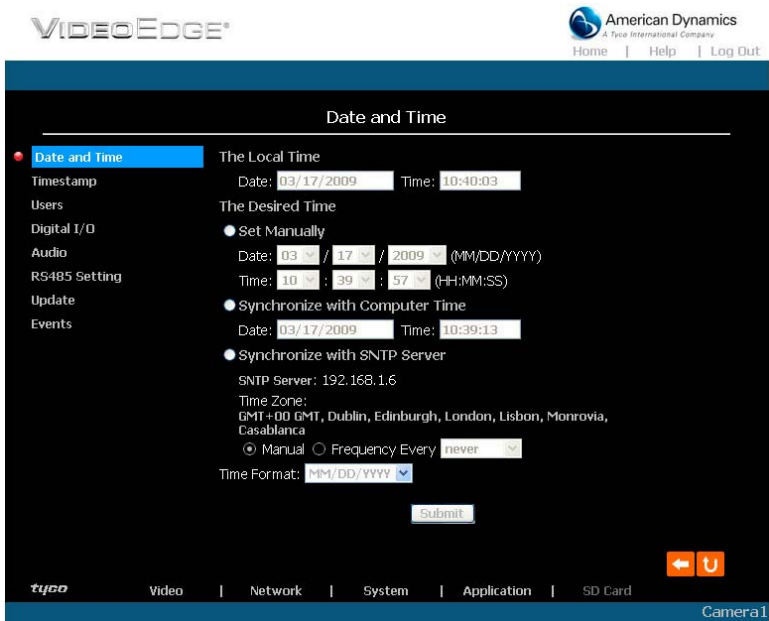 VIDEOEDGE®
American Dynamics
A Tyco International Company
Home | Help | Log Out
Date and Time
Date and Time
Timestamp
Users
Digital I/O
Audio
RS485 Setting
Update
Events
The Local Time
Date: 03/17/2009 Time: 10:40:03
The Desired Time
Set Manually
Date: 03 / 17 / 2009 (MM/DD/YYYY)
Time: 10 : 39 : 57 (HH:MM:SS)
Synchronize with Computer Time
Date: 03/17/2009 Time: 10:39:13
Synchronize with SNTP Server
SNTP Server: 192.168.1.6
Time Zone:
GMT+00 GMT, Dublin, Edinburgh, London, Lisbon, Monrovia,
Casablanca
Manual Frequency Every never
Time Format: MM/DD/YYYY
Submit
tyco Video | Network | System | Application | SD Card
Camera1